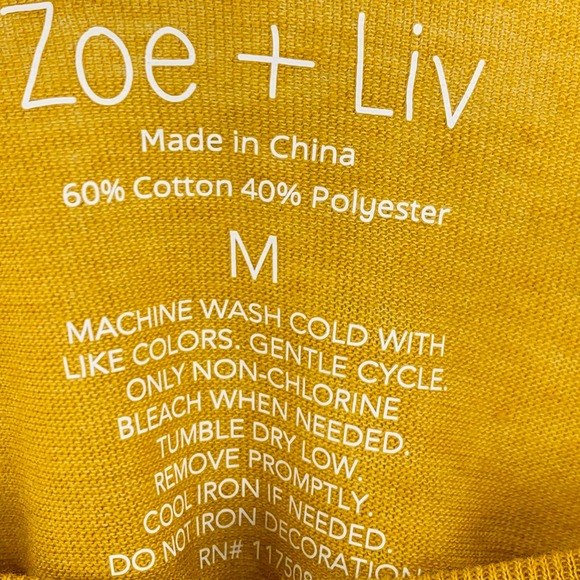 Zoe + Liv
Made in China
60% Cotton 40% Polyester
M
MACHINE WASH COLD WITH
LIKE COLORS. GENTLE CYCLE.
ONLY NON-CHLORINE
BLEACH WHEN NEEDED.
TUMBLE DRY LOW.
REMOVE PROMPTLY.
COOL IRON IF NEEDED.
DO NOT IRON DECORATION
RN#